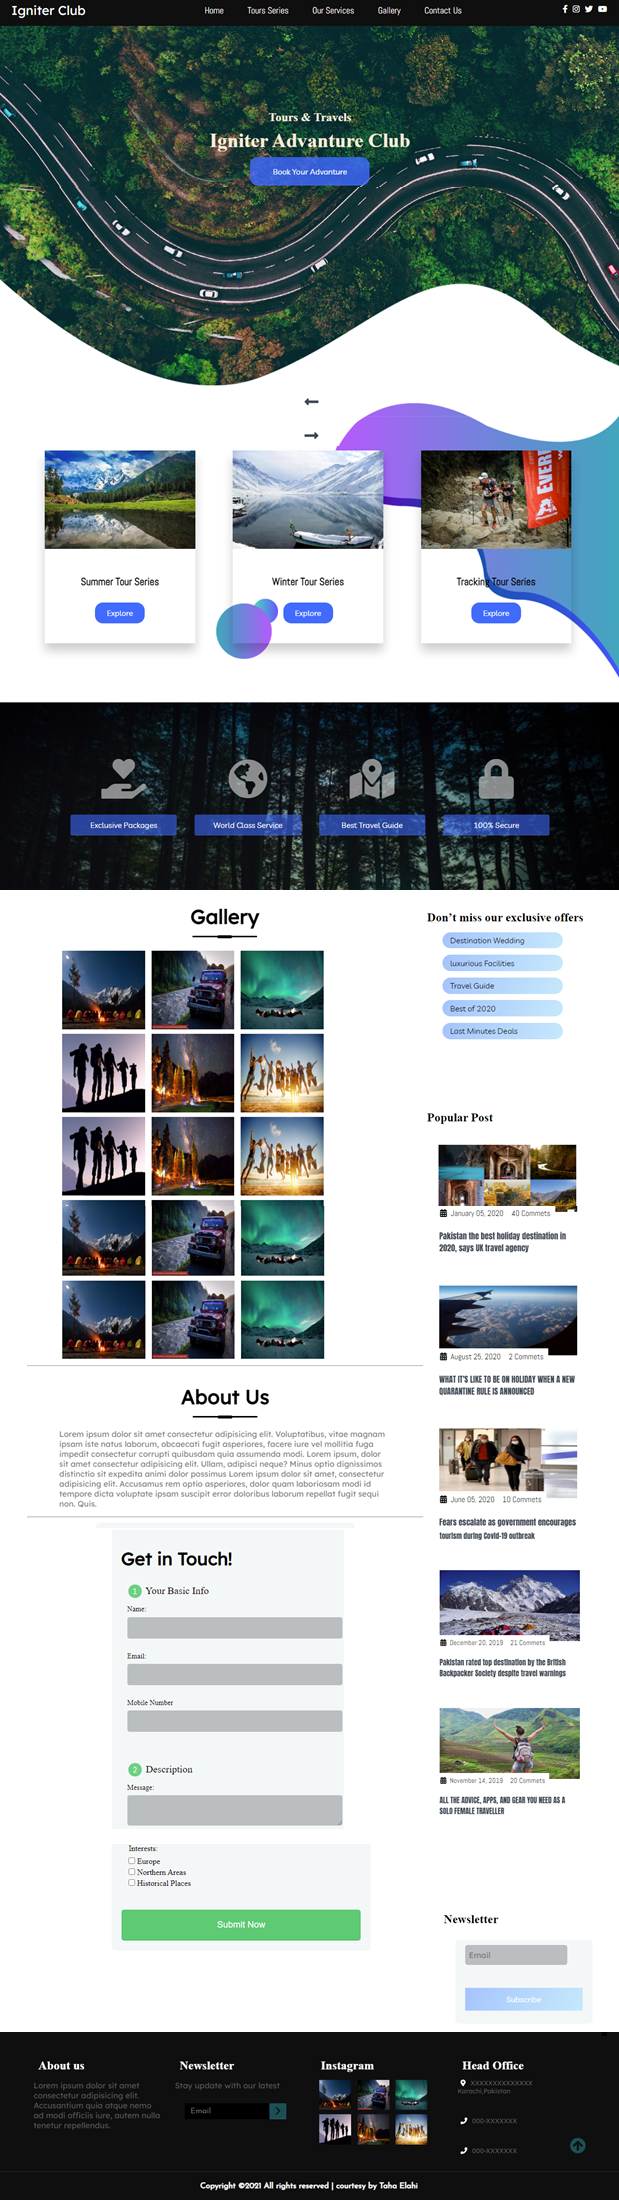 Igniter Club
Home
Tours Series
Our Services
Gallery
Contact Us
Tours & Travels
Igniter Advanture Club
Book Your Advanture
EVERE
Summer Tour Series
Winter Tour Series
Tracking Tour Series
Explore
Explore
Explore
Exclusive Packages
World Class Service
Best Travel Guide
100% Secure
Gallery
Don't miss our exclusive offers
Destination Wedding
luxurious Facilities
Travel Guide
Best of 2020
Last Minutes Deals
Popular Post
January 05, 2020 40 Commets
Pakistan the best holiday destination in
2020, says UK travel agency
August 25, 2020 2 Commets
WHAT IT'S LIKE TO BE ON HOLIDAY WHEN A NEW
QUARANTINE RULE IS ANNOUNCED
June 05, 2020 10 Commets
Fears escalate as government encourages
tourism during Covid-19 outbreak
December 20, 2019 21 Commets
Pakistan rated top destination by the British
Backpacker Society despite travel warnings
November 14, 2019 20 Commets
ALL THE ADVICE, APPS, AND GEAR YOU NEED AS A
SOLO FEMALE TRAVELLER
About Us
Lorem ipsum dolor sit amet consectetur adipisicing elit. Voluptatibus, vitae magnam
ipsam iste natus laborum, obcaecati fugit asperiores, facere iure vel mollitia fuga
impedit consectetur corrupti quibusdam quia assumenda modi. Lorem ipsum, dolor
sit amet consectetur adipisicing elit. Ullam, adipisci neque? Minus optio dignissimos
distinctio sit expedita animi dolor possimus Lorem ipsum dolor sit amet, consectetur
adipisicing elit. Accusamus rem optio asperiores, dolor quam laboriosam modi id
tempore dicta voluptate ipsam suscipit error doloribus laborum repellat fugit sequi
non. Quis.
Get in Touch!
1 Your Basic Info
Name:
Email:
Mobile Number
2 Description
Message:
Interests:
Europe
Northern Areas
Historical Places
Submit Now
Newsletter
Email
Subscribe
About us
Lorem ipsum dolor sit amet
consectetur adipisicing elit.
Accusantium quia atque nemo
ad modi officiis iure, autem nulla
tenetur repellendus.
Newsletter
Stay update with our latest
Email
Instagram
Head Office
XXXXXXXXXXXXXX
Karachi,Pakistan
000-XXXXXXX
000-XXXXXXX
Copyright ©2021 All rights reserved | courtesy by Taha Elahi